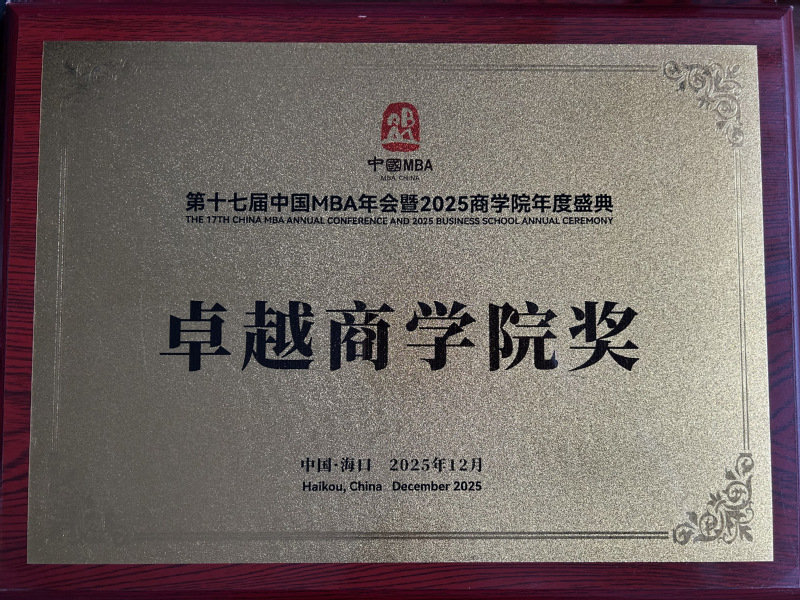 MBA
中國MBA
MBA, CHINA
第十七届中国MBA年会暨2025商学院年度盛典
THE 17TH CHINA MBA ANNUAL CONFERENCE AND 2025 BUSINESS SCHOOL ANNUAL CEREMONY
卓越商学院奖
中国·海口 2025年12月
Haikou, China December 2025